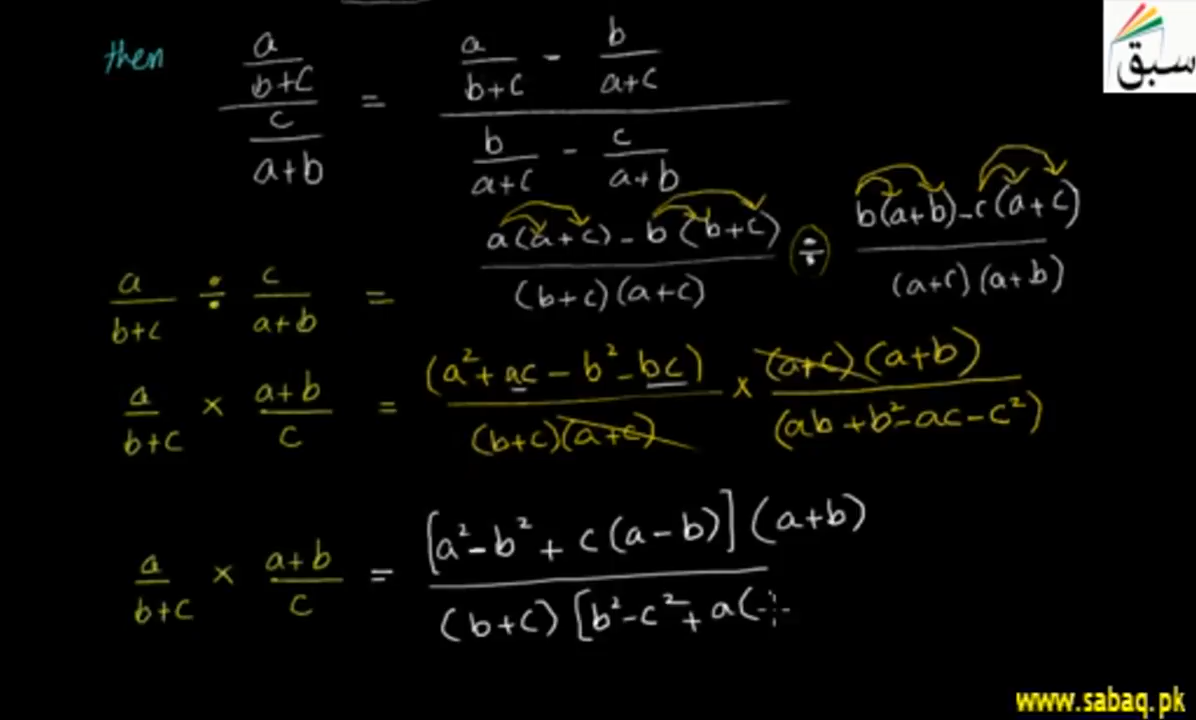 سبق
then (a/(b+c))/(c/(a+b)) = (a/(b+c) - b/(a+c))/(b/(a+c) - c/(a+b))
a/(b+c) ÷ c/(a+b) = (a(a+c) - b(b+c))/((b+c)(a+c)) ÷ (b(a+b) - c(a+c))/((a+c)(a+b))
a/(b+c) × (a+b)/c = (a² + ac - b² - bc)/((b+c)(a+c)) × (a+c)(a+b)/(ab + b² - ac - c²)
a/(b+c) × (a+b)/c = [a² - b² + c(a-b)](a+b)/(b+c)[b² - c² + a(
www.sabaq.pk